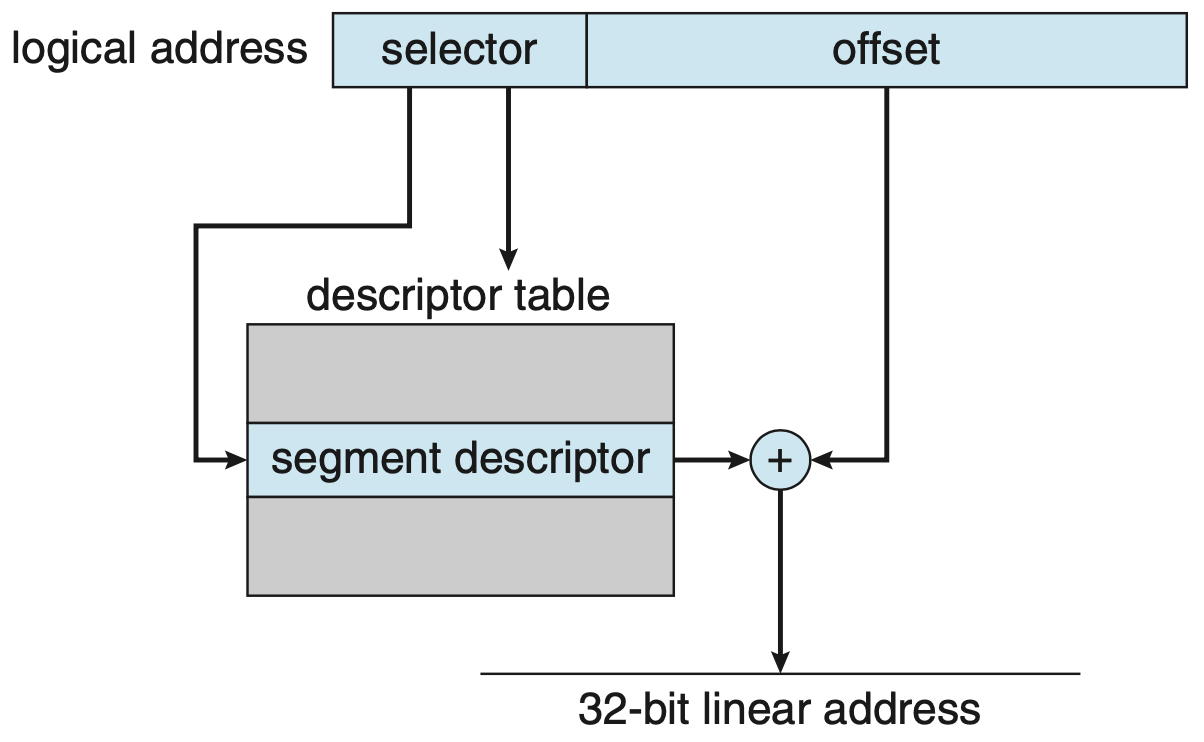 logical address selector offset
descriptor table
segment descriptor +
32-bit linear address